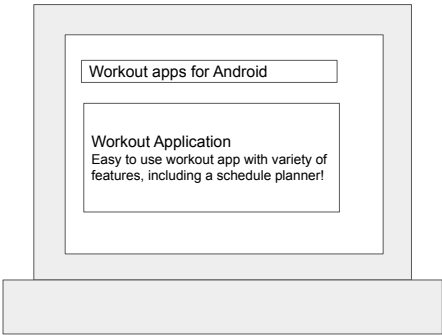 Workout apps for Android
Workout Application
Easy to use workout app with variety of
features, including a schedule planner!